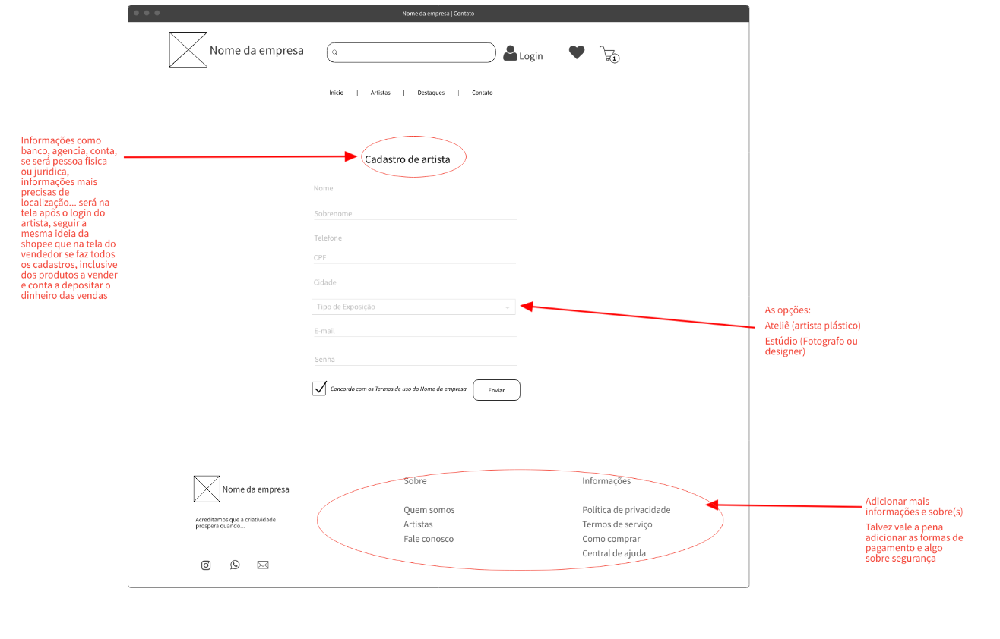 Nome da empresa | Contato
Nome da empresa
Login
1
Ínicio | Artistas | Destaques | Contato
Informações como
banco, agencia, conta,
se será pessoa fisica
ou juridica,
informações mais
precisas de
localização... será na
tela apôs o login do
artista, seguir a
mesma ideia da
shopee que na tela do
vendedor se faz todos
os cadastros, inclusive
dos produtos a vender
e conta a depositar o
dinheiro das vendas
Cadastro de artista
Nome
Sobrenome
Telefone
CPF
Cidade
Tipo de Exposição
E-mail
Senha
Concordo com os Termos de uso do Nome da empresa
Enviar
As opções:
Ateliê (artista plástico)
Estúdio (Fotografo ou
designer)
Nome da empresa
Acreditamos que a criatividade
prospera quando...
Sobre
Quem somos
Artistas
Fale conosco
Informações
Política de privacidade
Termos de serviço
Como comprar
Central de ajuda
Adicionar mais
informações e sobre(s)
Talvez vale a pena
adicionar as formas de
pagamento e algo
sobre segurança